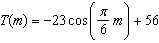 T(m) = −23 cos(π/6 m) + 56